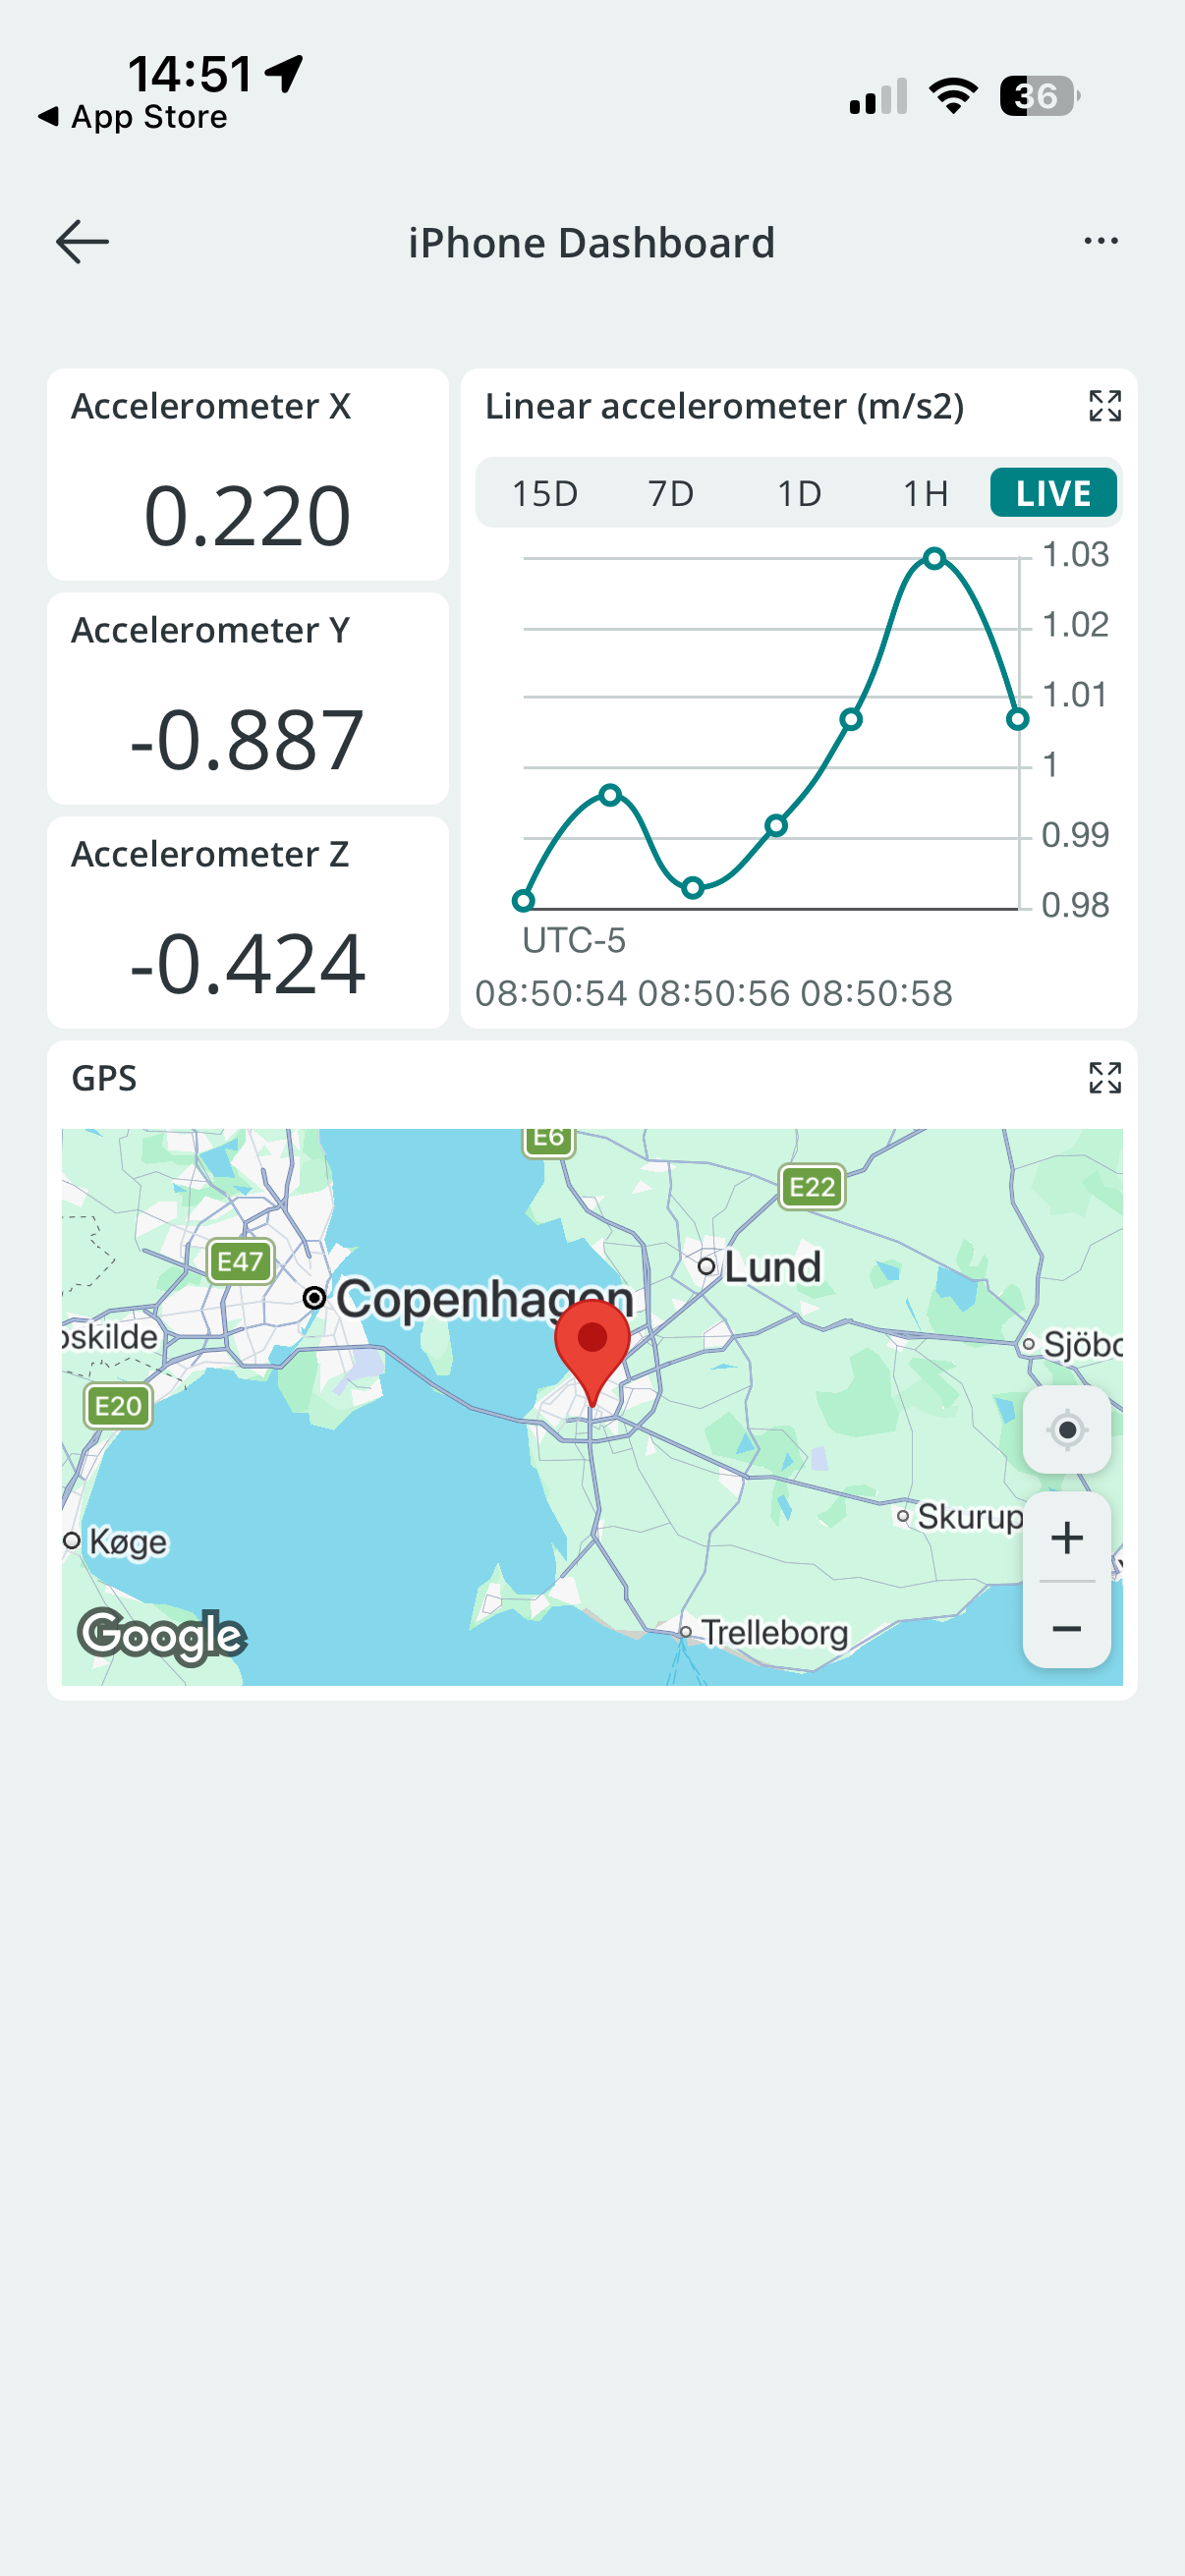 14:51
36
App Store
iPhone Dashboard
Accelerometer X
0.220
Accelerometer Y
-0.887
Accelerometer Z
-0.424
Linear accelerometer (m/s2)
15D 7D 1D 1H LIVE
1.03
1.02
1.01
1
0.99
0.98
UTC-5
08:50:54 08:50:56 08:50:58
GPS
E6
E22
E47
Lund
Copenhagen
oskilde
Sjöbo
E20
Skurup
Køge
Google
Trelleborg